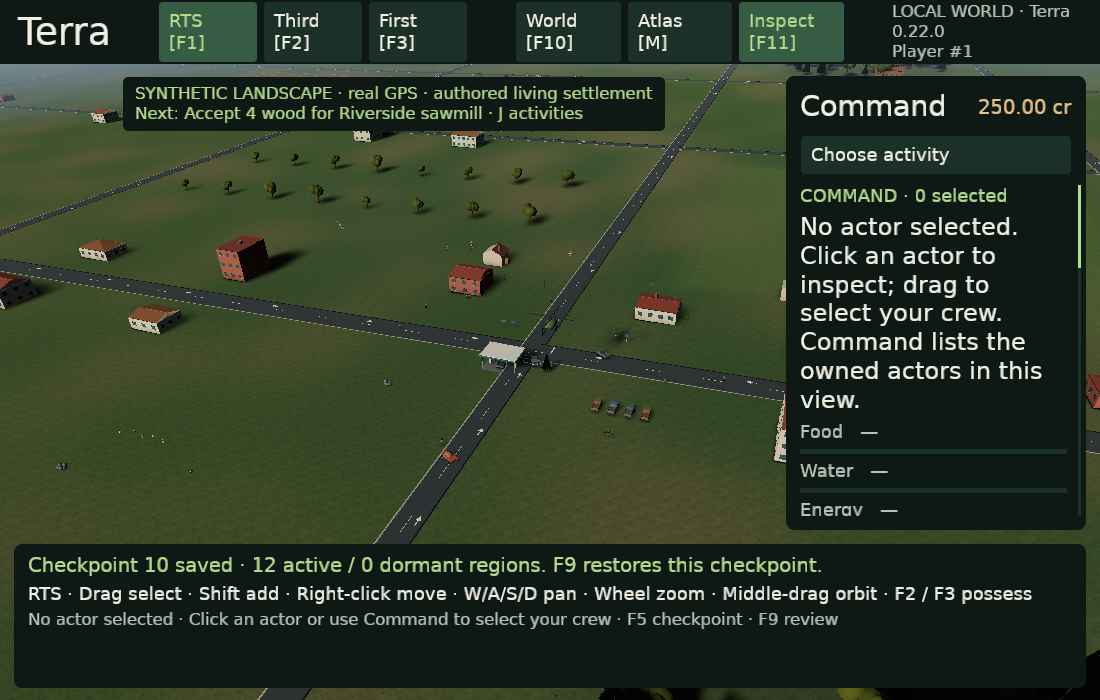 Terra
RTS
[F1]
Third
[F2]
First
[F3]
World
[F10]
Atlas
[M]
Inspect
[F11]
LOCAL WORLD · Terra
0.22.0
Player #1
SYNTHETIC LANDSCAPE · real GPS · authored living settlement
Next: Accept 4 wood for Riverside sawmill · J activities
Command 250.00 cr
Choose activity
COMMAND · 0 selected
No actor selected.
Click an actor to
inspect; drag to
select your crew.
Command lists the
owned actors in this
view.
Food —
Water —
Energy —
Checkpoint 10 saved · 12 active / 0 dormant regions. F9 restores this checkpoint.
RTS · Drag select · Shift add · Right-click move · W/A/S/D pan · Wheel zoom · Middle-drag orbit · F2 / F3 possess
No actor selected · Click an actor or use Command to select your crew · F5 checkpoint · F9 review